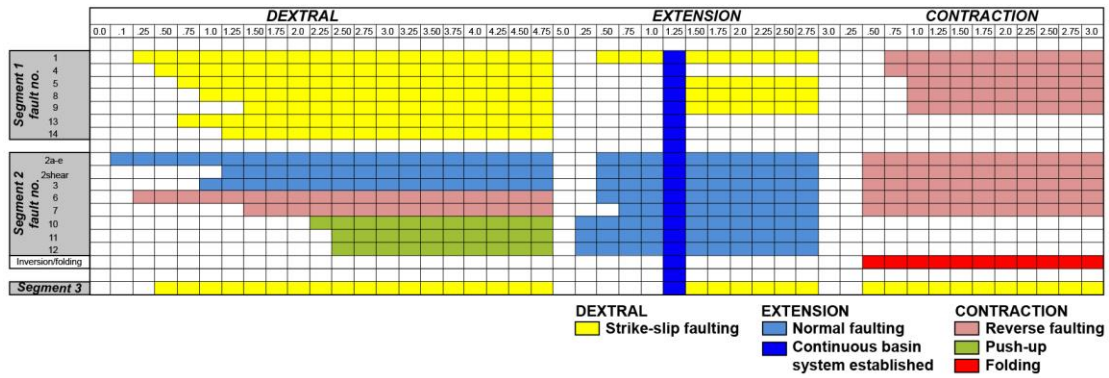 DEXTRAL EXTENSION CONTRACTION
0.0 .1 .25 .50 .75 1.0 1.25 1.50 1.75 2.0 2.25 2.50 2.75 3.0 3.25 3.50 3.75 4.0 4.25 4.50 4.75 5.0 .25 .50 .75 1.0 1.25 1.50 1.75 2.00 2.25 2.50 2.75 3.0 .25 .50 .75 1.0 1.25 1.50 1.75 2.00 2.25 2.50 2.75 3.0
Segment 1
fault no.
1
4
5
8
9
13
14
Segment 2
fault no.
2a-e
2shear
3
6
7
10
11
12
Inversion/folding
Segment 3
DEXTRAL
Strike-slip faulting
EXTENSION
Normal faulting
Continuous basin
system established
CONTRACTION
Reverse faulting
Push-up
Folding